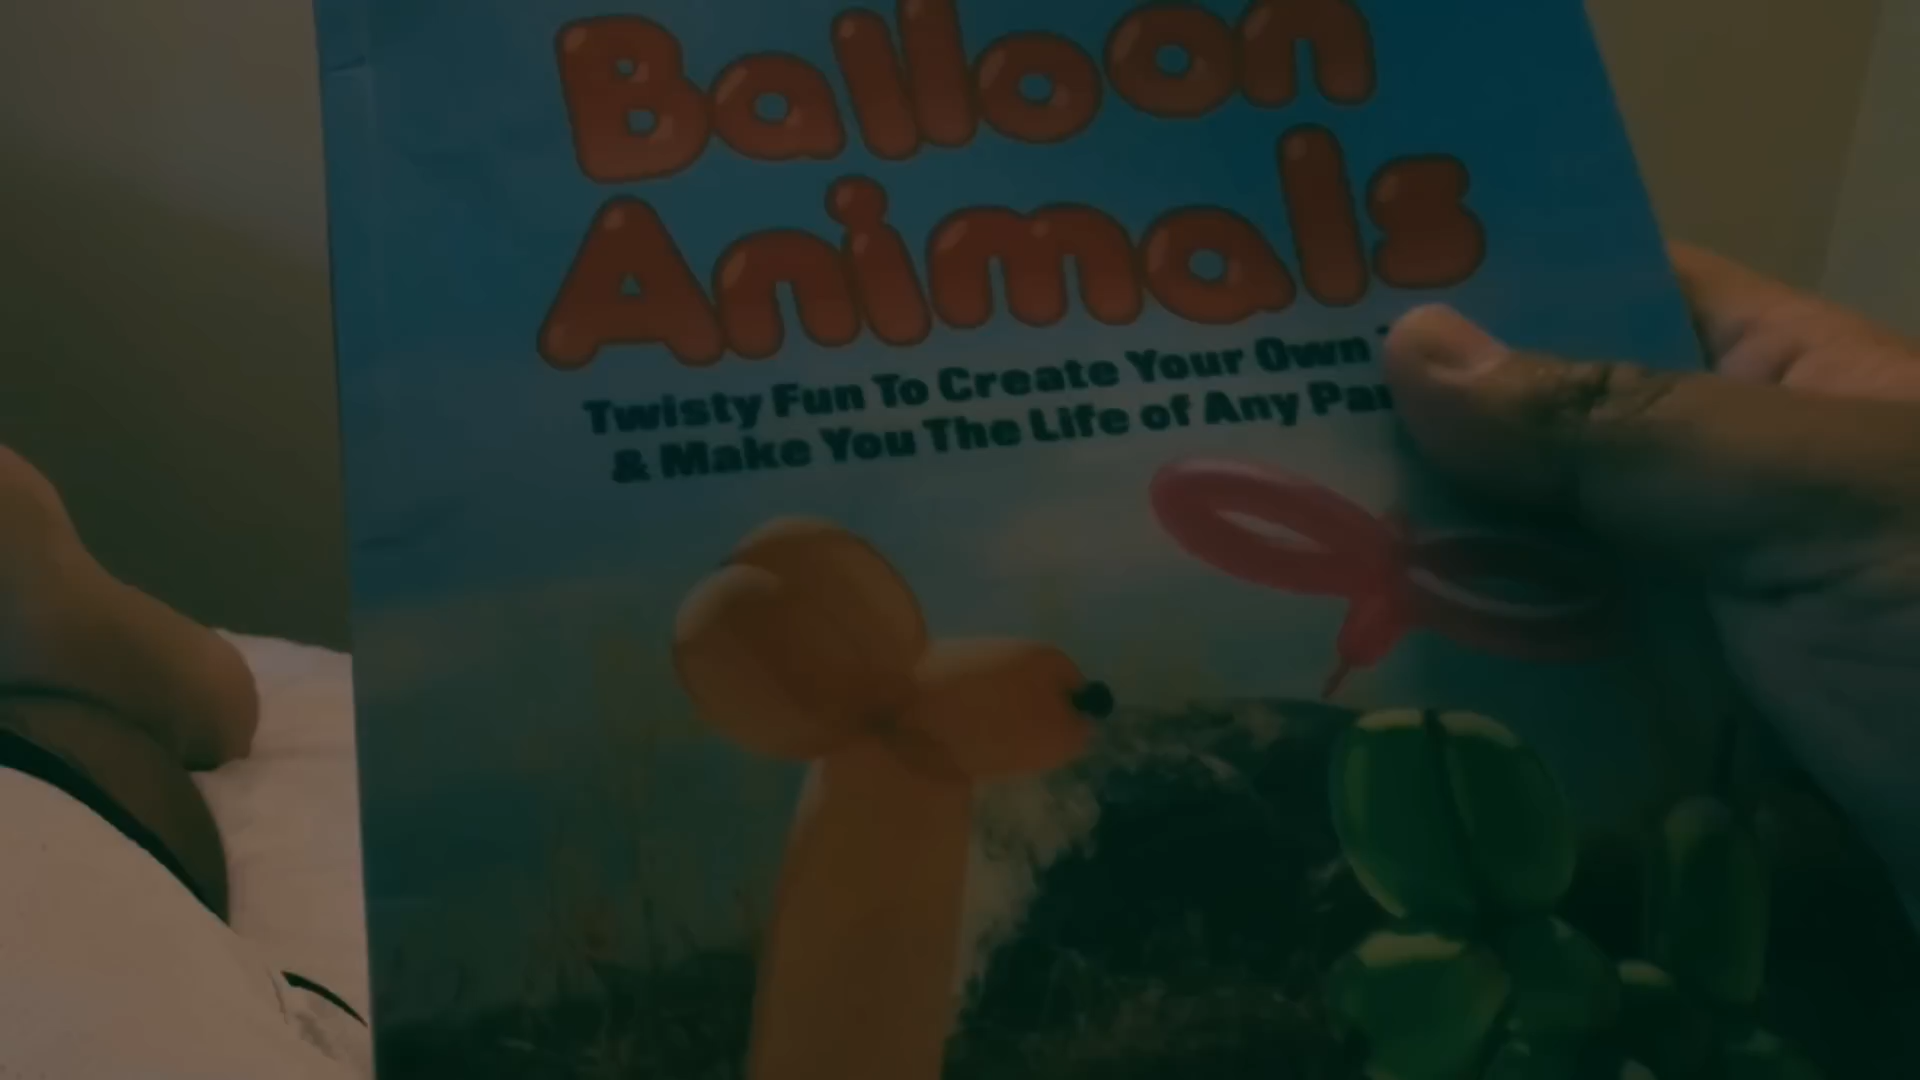 Balloon
Animals
Twisty Fun To Create Your Own
& Make You The Life of Any